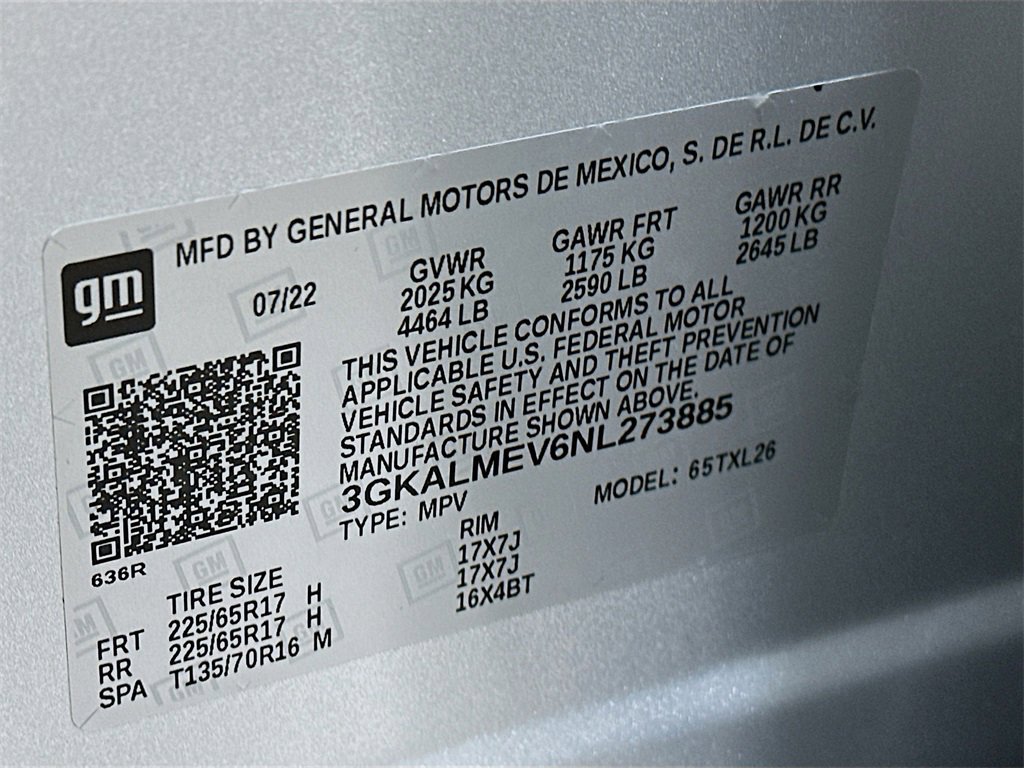 MFD BY GENERAL MOTORS DE MEXICO, S. DE R.L. DE C.V.
gm
07/22
GVWR
2025 KG
4464 LB
GAWR FRT
1175 KG
2590 LB
GAWR RR
1200 KG
2645 LB
THIS VEHICLE CONFORMS TO ALL
APPLICABLE U.S. FEDERAL MOTOR
VEHICLE SAFETY AND THEFT PREVENTION
STANDARDS IN EFFECT ON THE DATE OF
MANUFACTURE SHOWN ABOVE.
3GKALMEV6NL273885
TYPE: MPV
MODEL: 65TXL26
636R
TIRE SIZE RIM
FRT 225/65R17 H 17X7J
RR 225/65R17 H 17X7J
SPA T135/70R16 M 16X4BT